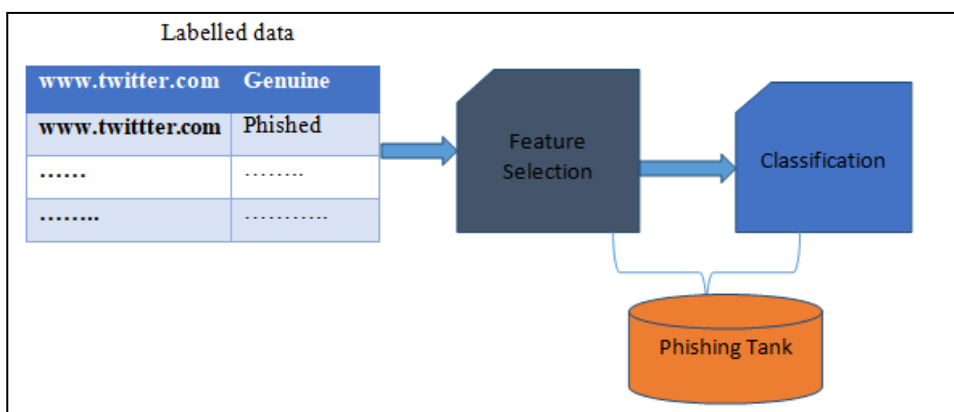 Labelled data
www.twitter.com Genuine
www.twittter.com Phished
...... ........
........ ...........
Feature
Selection
Classification
Phishing Tank